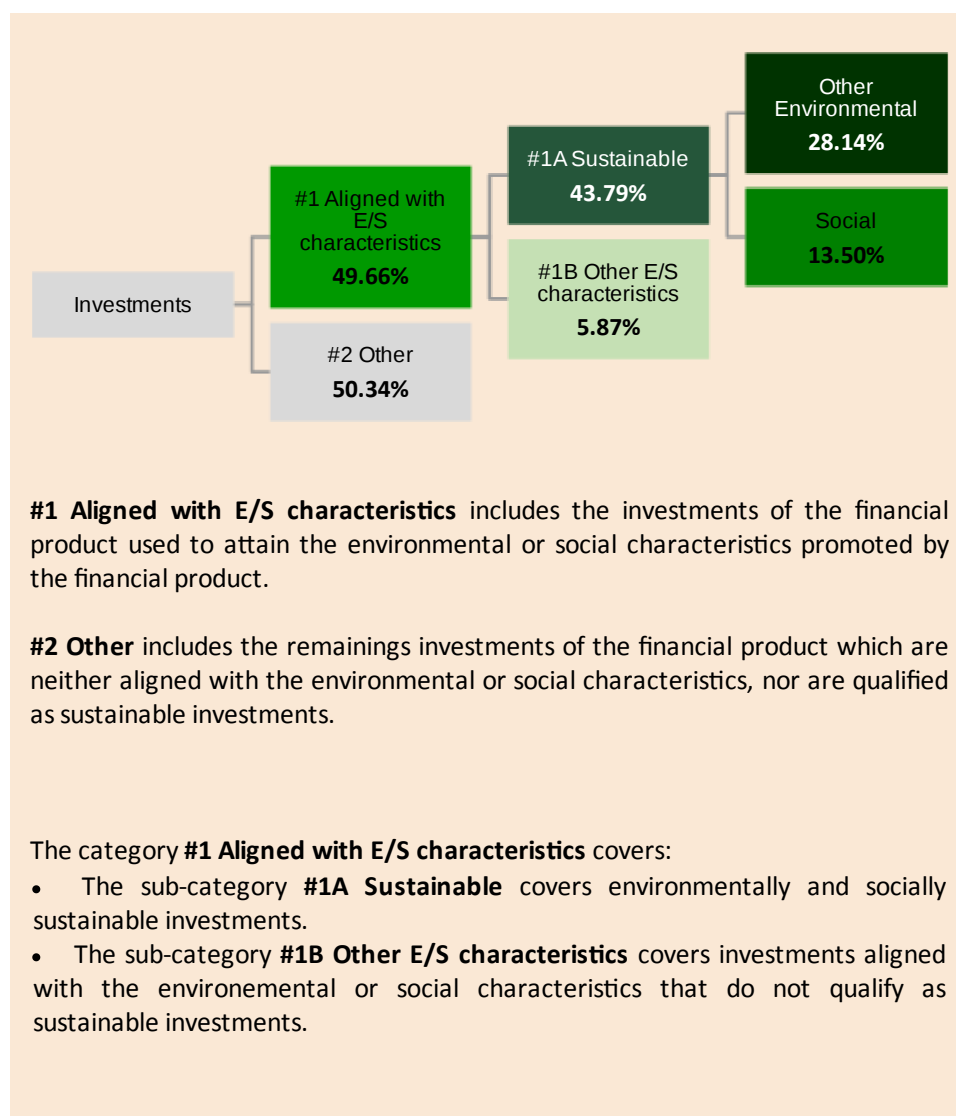 Investments
#1 Aligned with
E/S
characteristics
49.66%
#2 Other
50.34%
#1A Sustainable
43.79%
#1B Other E/S
characteristics
5.87%
Other
Environmental
28.14%
Social
13.50%
#1 Aligned with E/S characteristics includes the investments of the financial
product used to attain the environmental or social characteristics promoted by
the financial product.
#2 Other includes the remainings investments of the financial product which are
neither aligned with the environmental or social characteristics, nor are qualified
as sustainable investments.
The category #1 Aligned with E/S characteristics covers:
• The sub-category #1A Sustainable covers environmentally and socially
sustainable investments.
• The sub-category #1B Other E/S characteristics covers investments aligned
with the environemental or social characteristics that do not qualify as
sustainable investments.